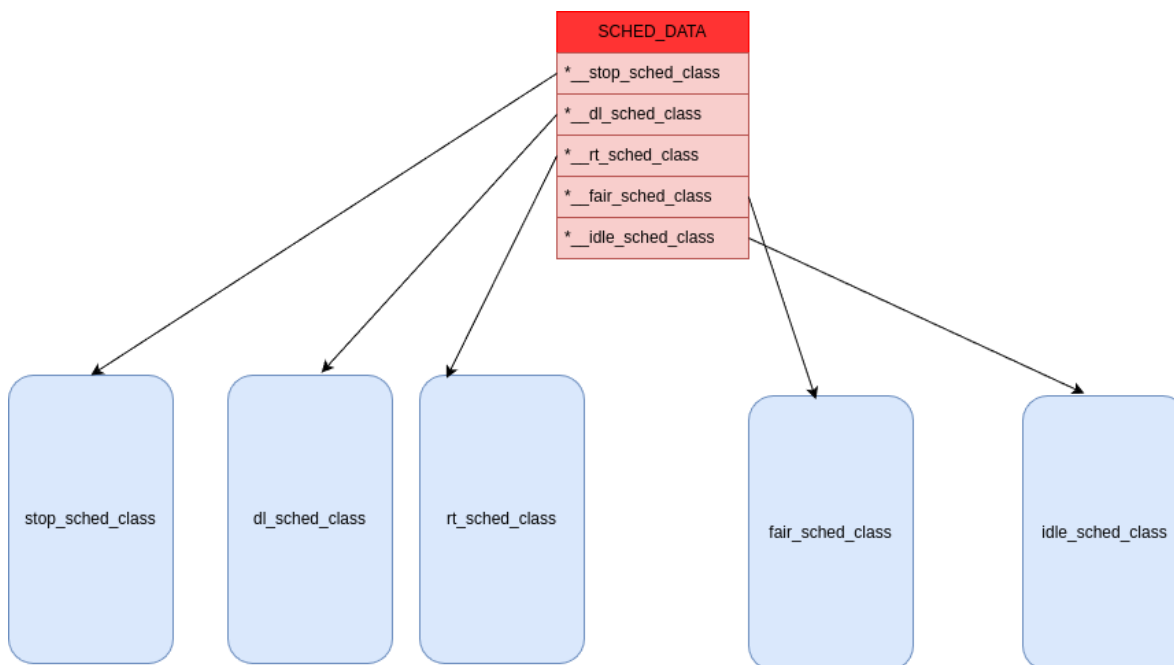 SCHED_DATA
*__stop_sched_class
*__dl_sched_class
*__rt_sched_class
*__fair_sched_class
*__idle_sched_class
stop_sched_class
dl_sched_class
rt_sched_class
fair_sched_class
idle_sched_class